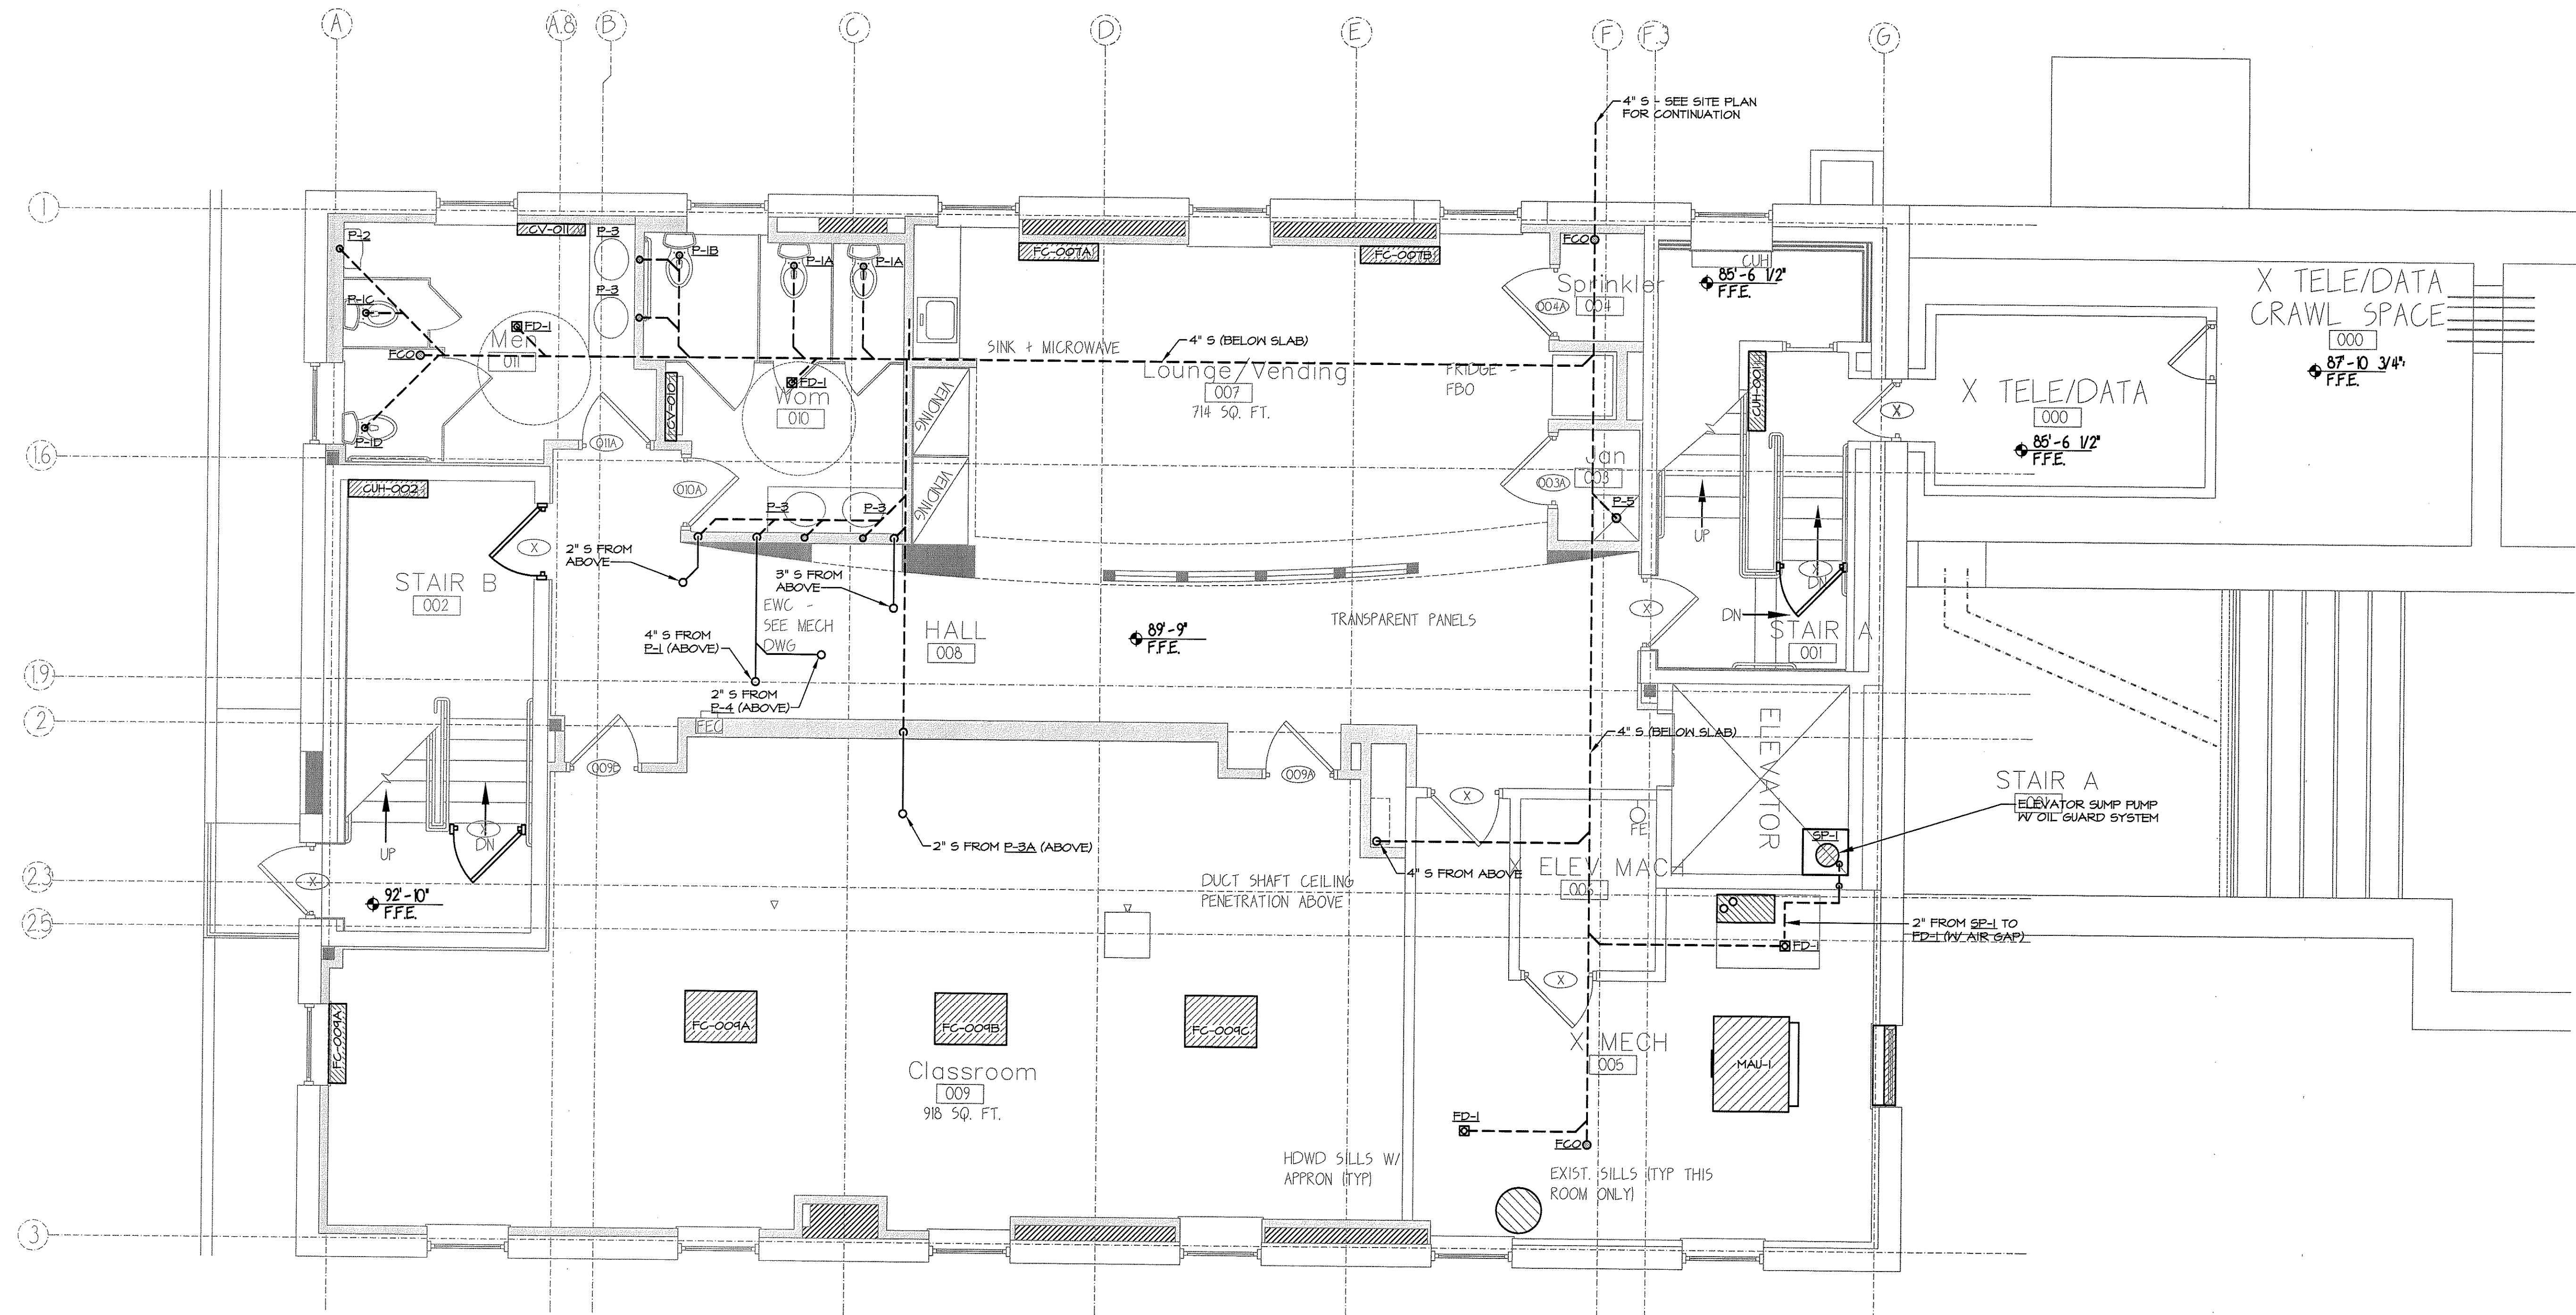 A
A.8
B
C
D
E
F
F.3
G
4" S - SEE SITE PLAN
FOR CONTINUATION
1
P-2
CV-011
P-3
P-1B
P-1A
P-1A
FC-007A
FC-007B
FCO
CUH
85'-6 1/2"
F.F.E.
Sprinkler
004
004A
X TELE/DATA
CRAWL SPACE
000
87'-10 3/4"
F.F.E.
P-1C
P-3
FD-1
Men
011
FCO
SINK + MICROWAVE
4" S (BELOW SLAB)
Lounge/Vending
007
714 SQ. FT.
FRIDGE -
FBO
FD-1
Wom
010
CV-010
VENDING
CUH-001
X TELE/DATA
000
X
85'-6 1/2"
F.F.E.
P-1D
011A
1.6
CUH-002
010A
VENDING
Jan
003
003A
P-5
P-3
P-3
UP
X
2" S FROM
ABOVE
3" S FROM
ABOVE
STAIR B
002
EWC -
SEE MECH
DWG
4" S FROM
P-1 (ABOVE)
2" S FROM
P-4 (ABOVE)
HALL
008
89'-9"
F.F.E.
TRANSPARENT PANELS
X
X
DN
DN
STAIR A
001
1.9
2
FEC
009B
009A
4" S (BELOW SLAB)
ELEVATOR
X
FE
STAIR A
001
ELEVATOR SUMP PUMP
W/ OIL GUARD SYSTEM
SP-1
UP
X
DN
2" S FROM P-3A (ABOVE)
4" S FROM ABOVE
X ELEV MACH
006
2.3
X
92'-10"
F.F.E.
DUCT SHAFT CEILING
PENETRATION ABOVE
2.5
2" FROM SP-1 TO
FD-1 (W/ AIR GAP)
FD-1
X
FC-009A
FC-009A
FC-009B
FC-009C
X MECH
005
MAU-1
Classroom
009
918 SQ. FT.
FD-1
FCO
HDWD SILLS W/
APPRON (TYP)
EXIST. SILLS (TYP THIS
ROOM ONLY)
3